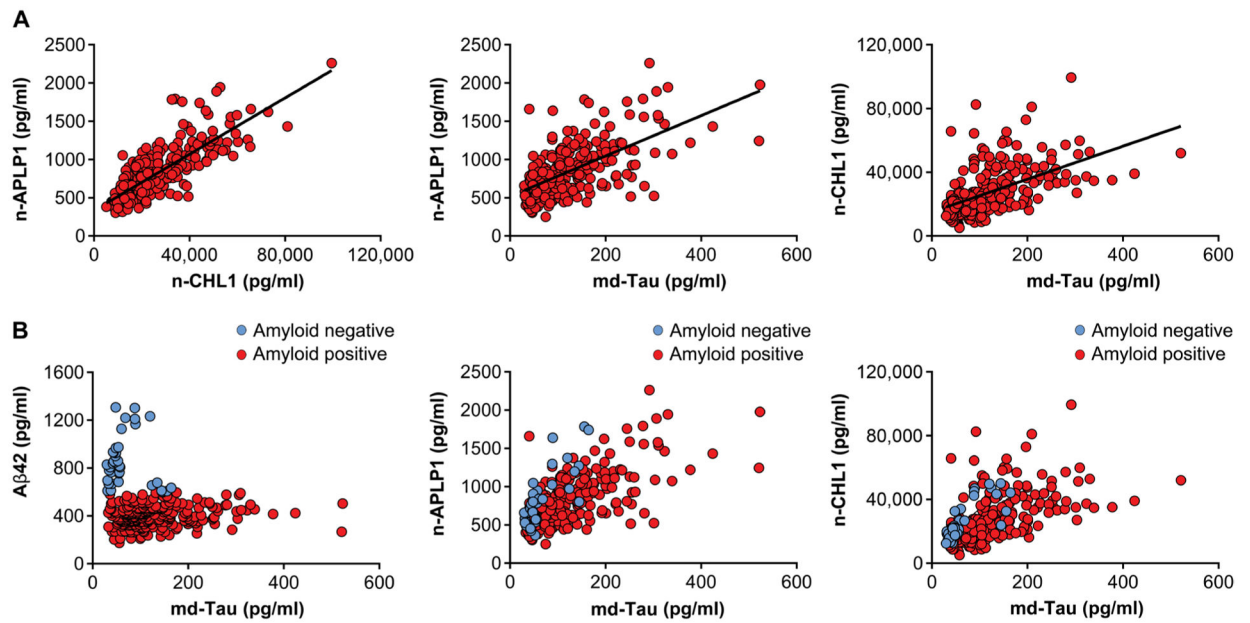 A
n-APLP1 (pg/ml)
2500
2000
1500
1000
500
0
0 40,000 80,000 120,000
n-CHL1 (pg/ml)
n-APLP1 (pg/ml)
2500
2000
1500
1000
500
0
0 200 400 600
md-Tau (pg/ml)
n-CHL1 (pg/ml)
120,000
80,000
40,000
0
0 200 400 600
md-Tau (pg/ml)
B
Amyloid negative
Amyloid positive
Aβ42 (pg/ml)
1600
1200
800
400
0
0 200 400 600
md-Tau (pg/ml)
Amyloid negative
Amyloid positive
n-APLP1 (pg/ml)
2500
2000
1500
1000
500
0
0 200 400 600
md-Tau (pg/ml)
Amyloid negative
Amyloid positive
n-CHL1 (pg/ml)
120,000
80,000
40,000
0
0 200 400 600
md-Tau (pg/ml)